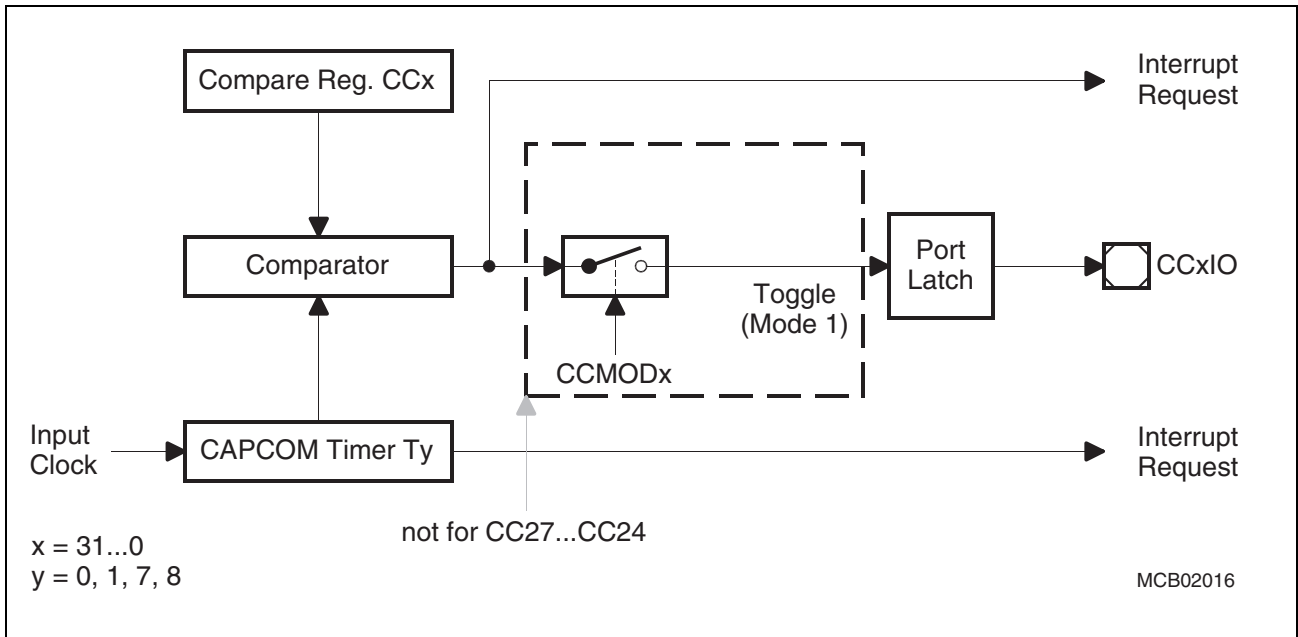 Compare Reg. CCx
Interrupt
Request
Comparator
Port
Latch
CCxIO
Toggle
(Mode 1)
CCMODx
Input
Clock
CAPCOM Timer Ty
Interrupt
Request
not for CC27...CC24
x = 31...0
y = 0, 1, 7, 8
MCB02016